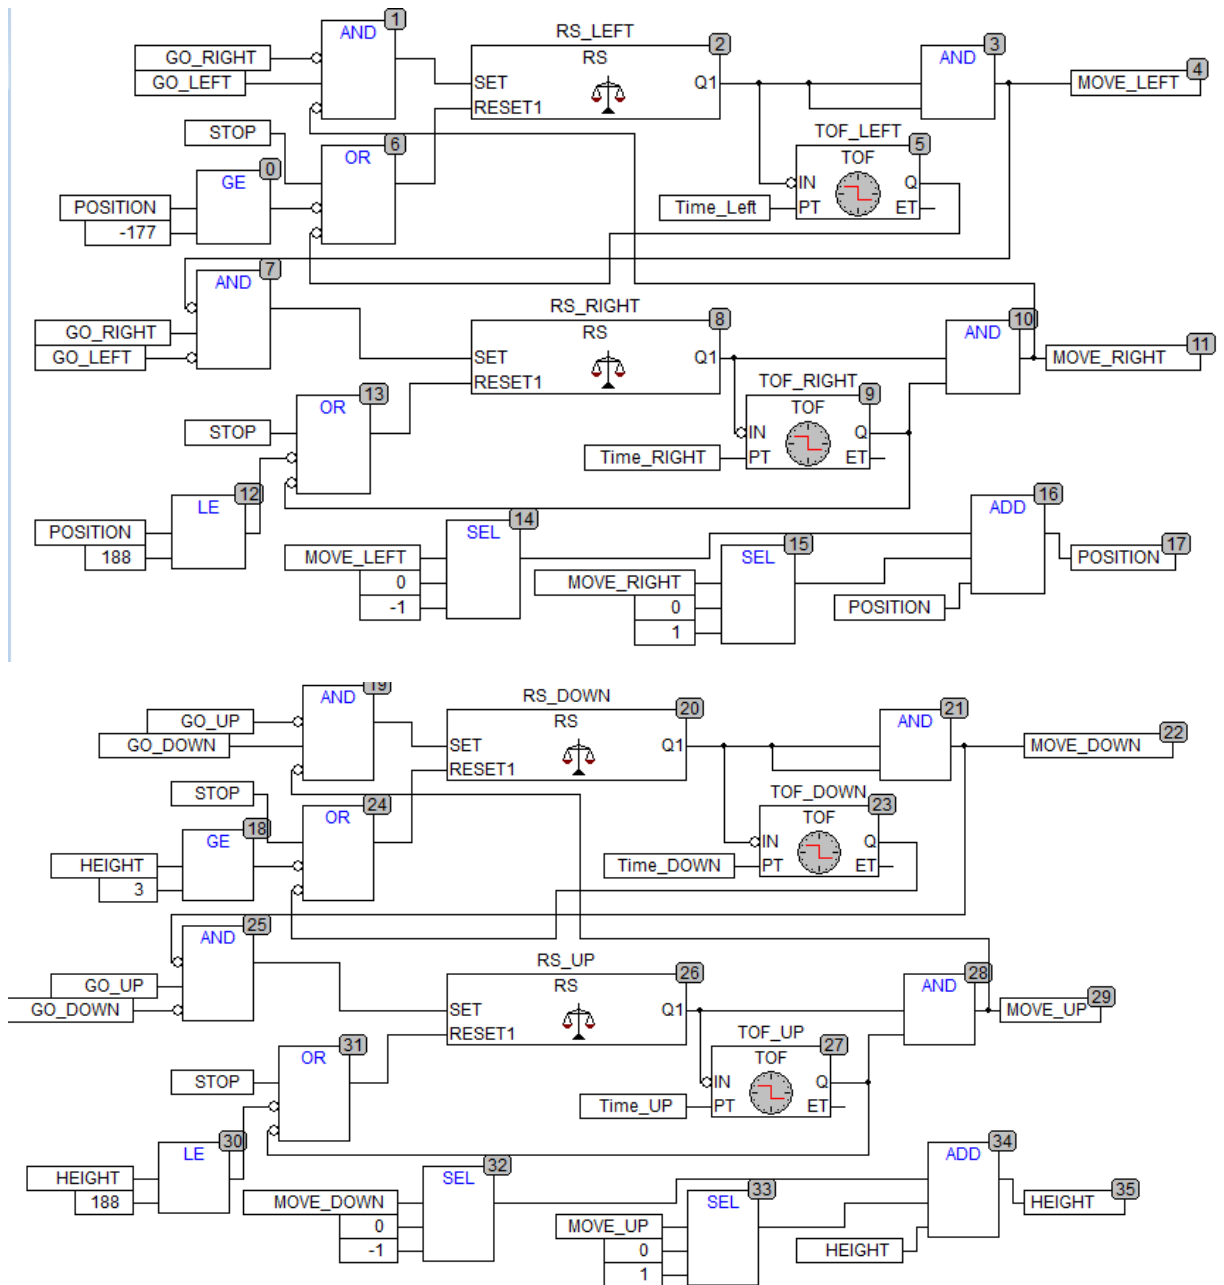 1
AND
RS_LEFT
2
3
RS
AND
GO_RIGHT
4
GO_LEFT
SET
Q1
MOVE_LEFT
RESET1
STOP
6
TOF_LEFT
5
OR
TOF
0
GE
IN
Q
POSITION
Time_Left
PT
ET
-177
7
AND
RS_RIGHT
8
10
GO_RIGHT
RS
AND
11
GO_LEFT
SET
Q1
MOVE_RIGHT
RESET1
TOF_RIGHT
13
9
OR
TOF
STOP
IN
Q
Time_RIGHT
PT
ET
12
LE
16
ADD
POSITION
14
SEL
188
MOVE_LEFT
15
SEL
17
POSITION
0
MOVE_RIGHT
-1
0
POSITION
1
19
AND
RS_DOWN
20
21
GO_UP
RS
AND
22
GO_DOWN
SET
Q1
MOVE_DOWN
RESET1
STOP
24
TOF_DOWN
23
OR
TOF
18
GE
IN
Q
HEIGHT
Time_DOWN
PT
ET
3
25
AND
RS_UP
26
28
GO_UP
RS
AND
29
GO_DOWN
SET
Q1
MOVE_UP
RESET1
TOF_UP
31
27
OR
TOF
STOP
IN
Q
Time_UP
PT
ET
30
LE
34
ADD
HEIGHT
32
SEL
188
MOVE_DOWN
33
SEL
35
HEIGHT
0
MOVE_UP
-1
0
HEIGHT
1